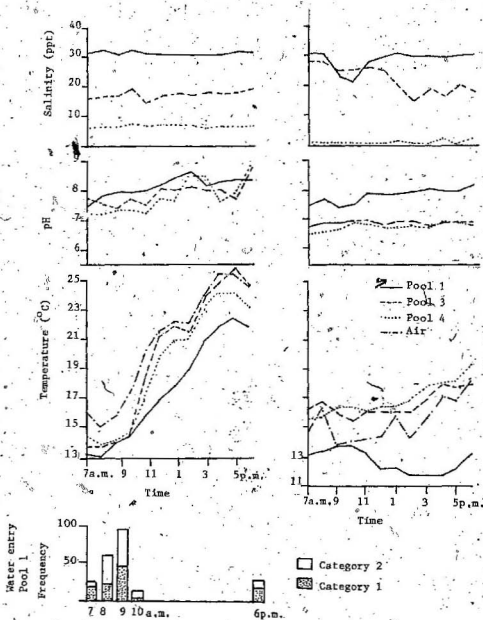 Salinity (ppt)
40
30
20
10
0
pH
9
8
7
6
Temperature (°C)
25
23
21
19
17
15
13
7a.m. 9 11 1 3 5p.m.
Time
Pool 1
Pool 3
Pool 4
Air
13
11
7a.m. 9 11 1 3 5p.m.
Time
Water entry
Pool 1
Frequency
100
50
7 8 9 10 a.m. 6p.m.
Category 2
Category 1